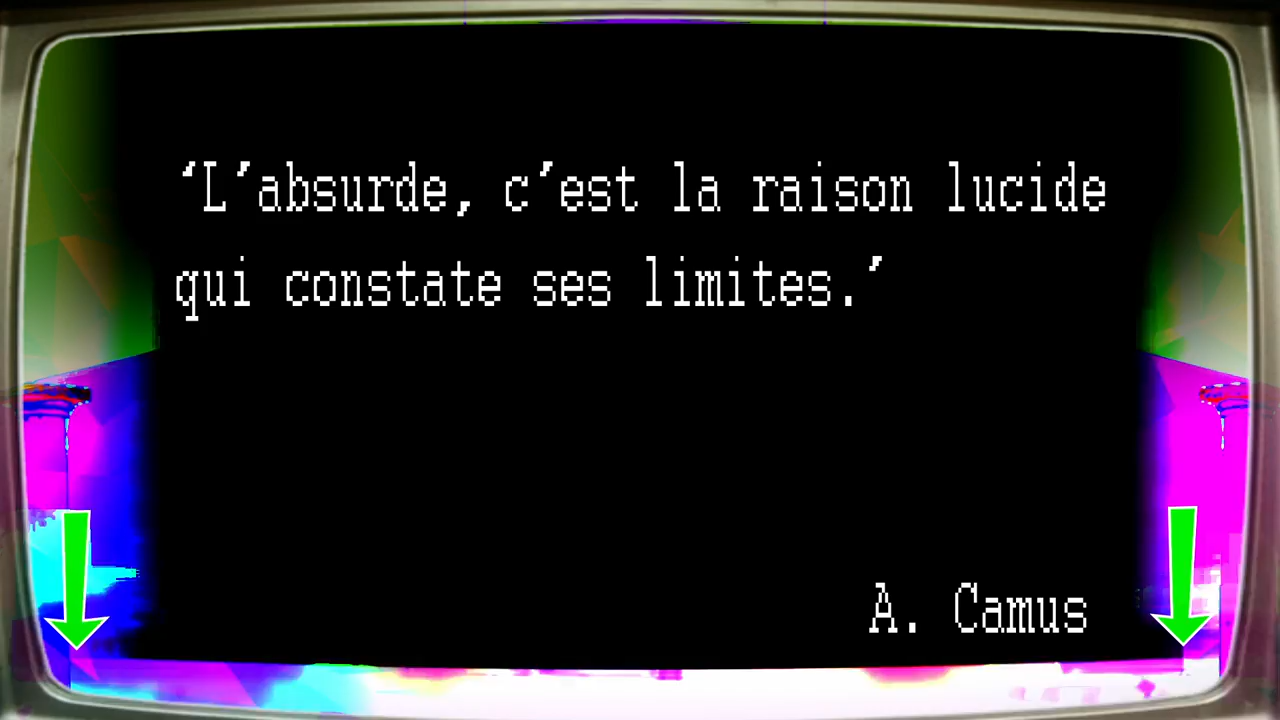 ‘L’absurde, c’est la raison lucide
qui constate ses limites.’
A. Camus